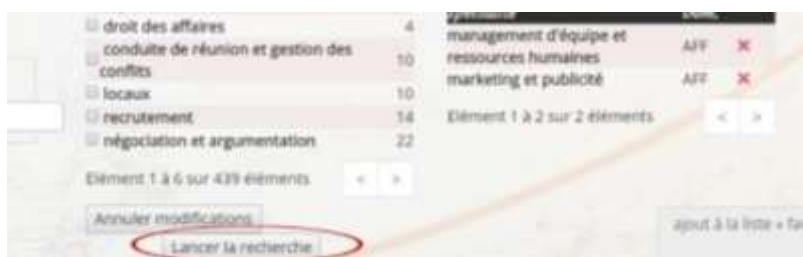 droit des affaires 4
conduite de réunion et gestion des
conflits 10
locaux 10
recrutement 14
négociation et argumentation 22
Elément 1 à 6 sur 439 éléments < >
Annuler modifications
Lancer la recherche
management d'équipe et
ressources humaines AFF ×
marketing et publicité AFF ×
Elément 1 à 2 sur 2 éléments < >
ajout à la liste « fa